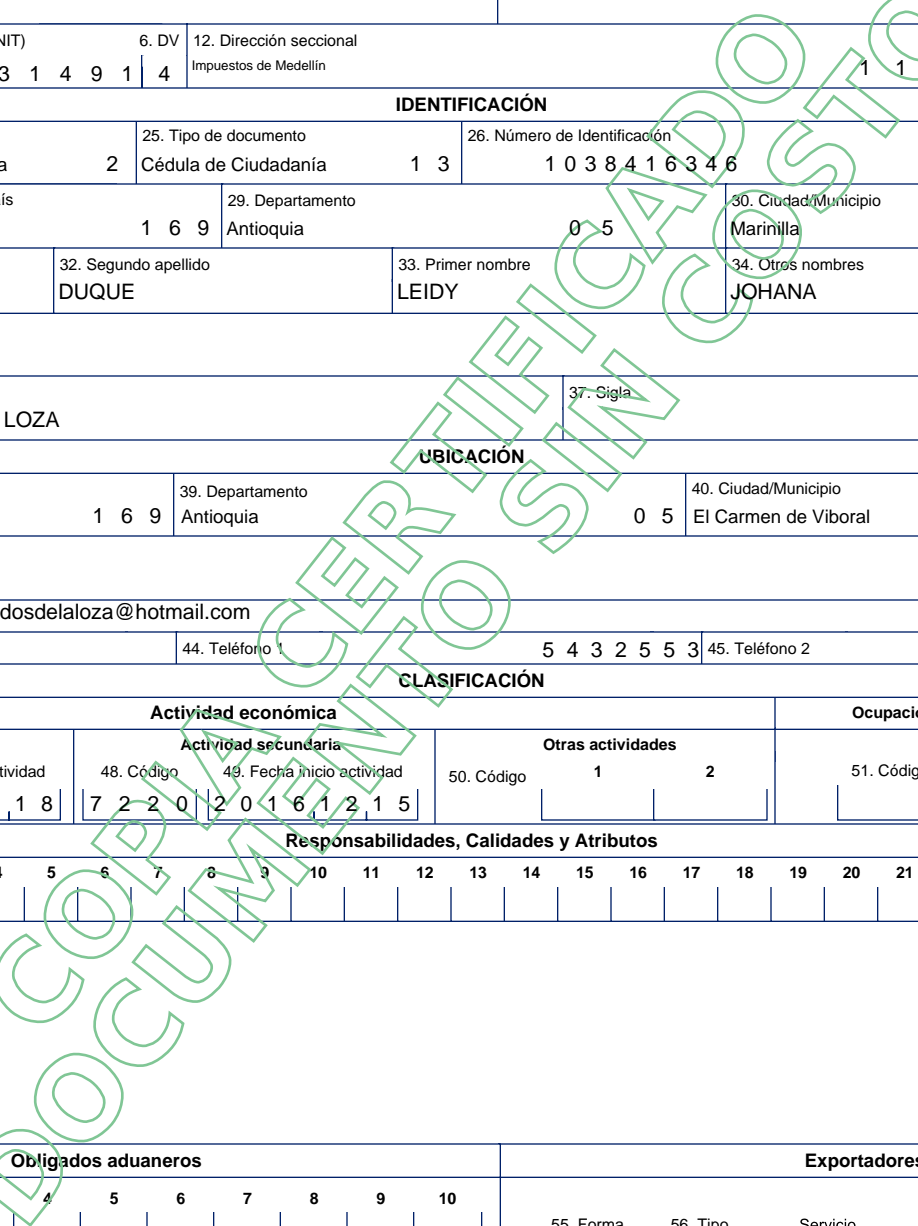 NIT) 6. DV 12. Dirección seccional
3 1 4 9 1 4 Impuestos de Medellín 1 1
IDENTIFICACIÓN
25. Tipo de documento 26. Número de Identificación
a 2 Cédula de Ciudadanía 1 3 1 0 3 8 4 1 6 3 4 6
ís 29. Departamento 30. Ciudad/Municipio
1 6 9 Antioquia 0 5 Marinilla
32. Segundo apellido 33. Primer nombre 34. Otros nombres
DUQUE LEIDY JOHANA
37. Sigla
LOZA
UBICACIÓN
39. Departamento 40. Ciudad/Municipio
1 6 9 Antioquia 0 5 El Carmen de Viboral
dosdelaloza@hotmail.com
44. Teléfono 1 5 4 3 2 5 5 3 45. Teléfono 2
CLASIFICACIÓN
Actividad económica Ocupació
Actividad secundaria Otras actividades
tividad 48. Código 49. Fecha inicio actividad 50. Código 1 2 51. Códig
1 8 7 2 2 0 2 0 1 6 1 2 1 5
Responsabilidades, Calidades y Atributos
4 5 6 7 8 9 10 11 12 13 14 15 16 17 18 19 20 21
Obligados aduaneros Exportadores
4 5 6 7 8 9 10
55. Forma 56. Tipo Servicio
COPIA CERTIFICADO
DOCUMENTO SIN COSTO